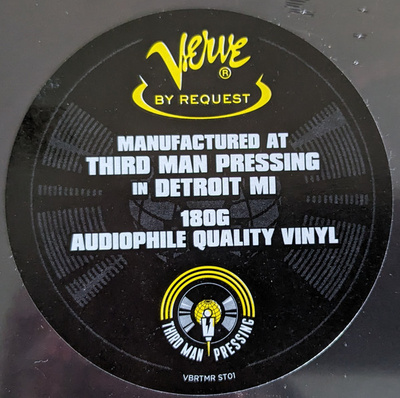 Verve®
BY REQUEST
MANUFACTURED AT
THIRD MAN PRESSING
IN DETROIT MI
180G
AUDIOPHILE QUALITY VINYL
THIRD MAN PRESSING
VBRTMR ST01